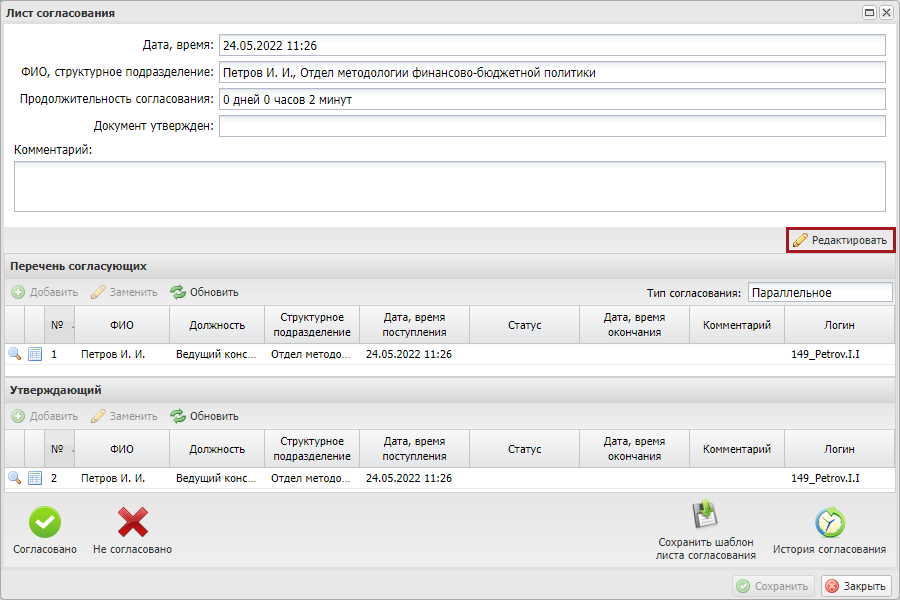 Лист согласования
Дата, время: 24.05.2022 11:26
ФИО, структурное подразделение: Петров И. И., Отдел методологии финансово-бюджетной политики
Продолжительность согласования: 0 дней 0 часов 2 минут
Документ утвержден:
Комментарий:
Редактировать
Перечень согласующих
Добавить Заменить Обновить Тип согласования: Параллельное
№ ФИО Должность Структурное подразделение Дата, время поступления Статус Дата, время окончания Комментарий Логин
1 Петров И. И. Ведущий конс... Отдел методо... 24.05.2022 11:26 149_Petrov.I.I
Утверждающий
Добавить Заменить Обновить
№ ФИО Должность Структурное подразделение Дата, время поступления Статус Дата, время окончания Комментарий Логин
2 Петров И. И. Ведущий конс... Отдел методо... 24.05.2022 11:26 149_Petrov.I.I
Согласовано Не согласовано Сохранить шаблон листа согласования История согласования
Сохранить Закрыть